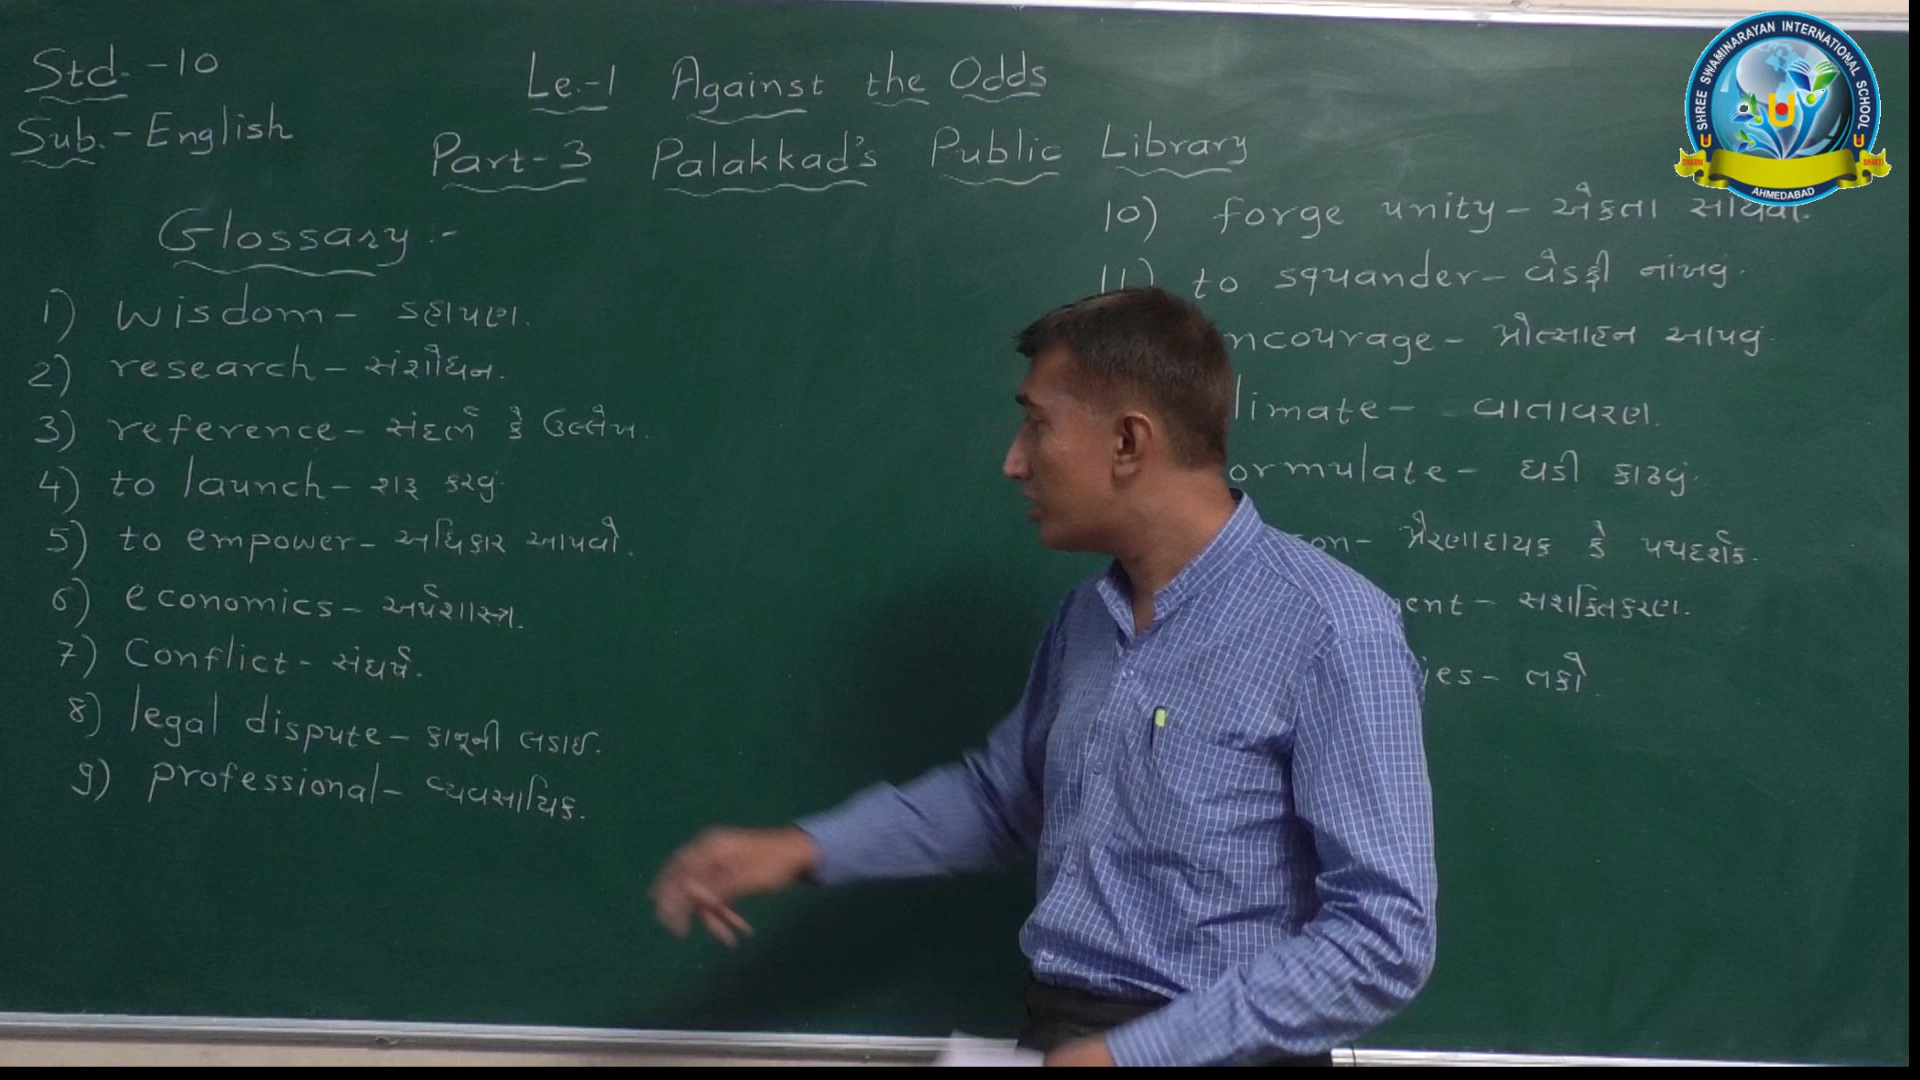 Std. -10
Sub. - English
Le.-1 Against the Odds
Part-3 Palakkad's Public Library
Glossary :-
1) Wisdom - ડહાપણ.
2) research - સંશોધન.
3) reference - સંદર્ભ કે ઉલ્લેખ.
4) to launch - શરૂ કરવું.
5) to empower - અધિકાર આપવો.
6) economics - અર્થશાસ્ત્ર.
7) Conflict - સંઘર્ષ.
8) legal dispute - કાનૂની લડાઈ.
9) professional - વ્યવસાયિક.
10) forge unity - એકતા
11) to squander - વેડફી નાંખવું.
ncourage - પ્રોત્સાહન આપવું.
limate - વાતાવરણ.
ormulate - ઘડી કાઢવું.
on - પ્રેરણાદાયક કે પથદર્શક.
ent - સશક્તિકરણ.
ies - તકો.
SHREE SWAMINARAYAN INTERNATIONAL SCHOOL
AHMEDABAD